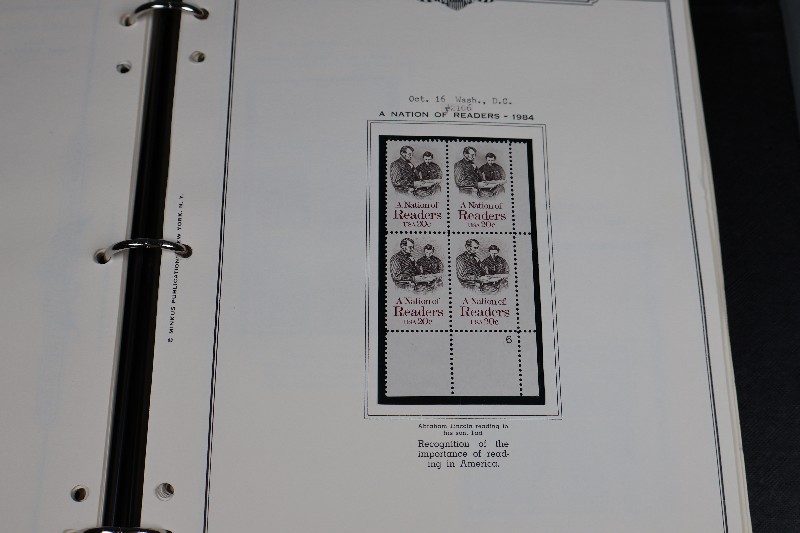 Oct. 16 Wash., D.C.
#2106
A NATION OF READERS - 1984
A Nation of
Readers
USA 20c
A Nation of
Readers
USA 20c
A Nation of
Readers
USA 20c
A Nation of
Readers
USA 20c
6
Abraham Lincoln reading to
his son, Tad
Recognition of the
importance of read-
ing in America.
© MINKUS PUBLICATIONS, NEW YORK, N. Y.